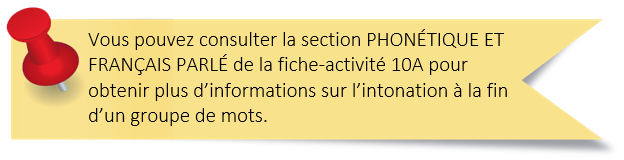 Vous pouvez consulter la section PHONÉTIQUE ET
FRANÇAIS PARLÉ de la fiche-activité 10A pour
obtenir plus d’informations sur l’intonation à la fin
d’un groupe de mots.